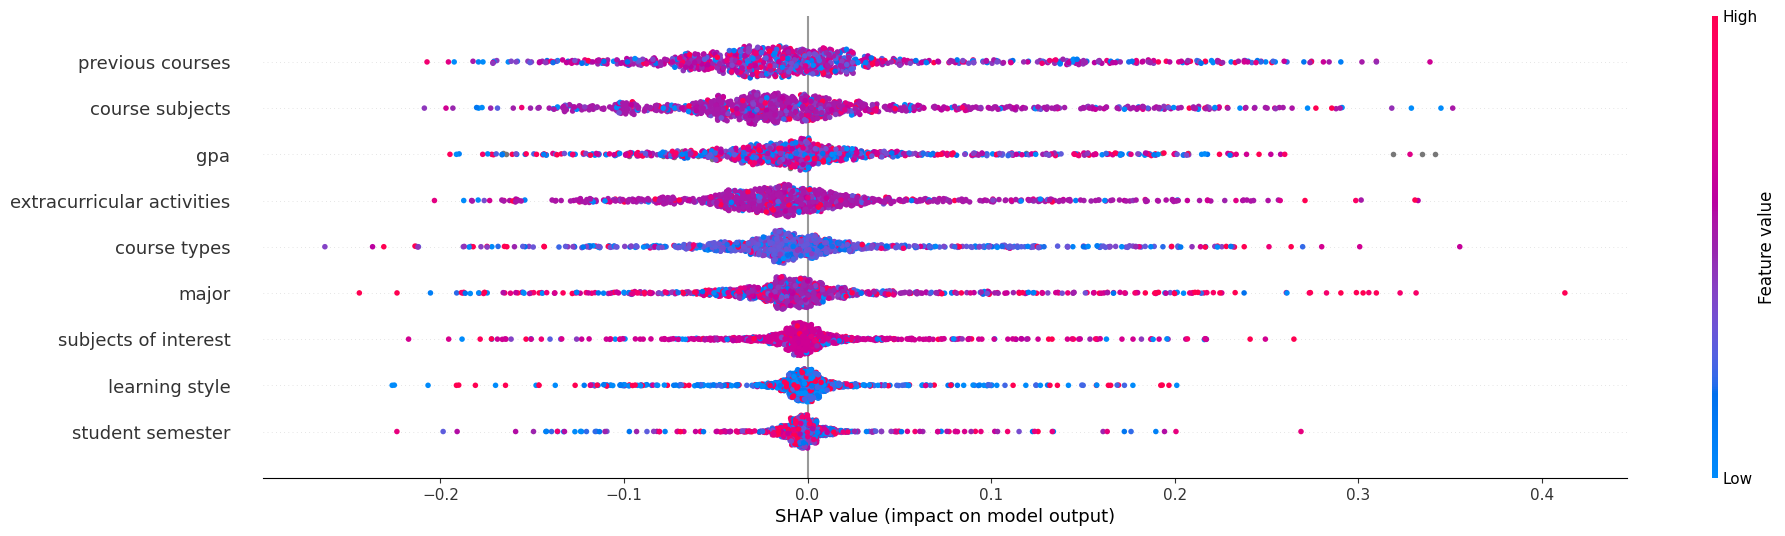 High
previous courses
course subjects
gpa
extracurricular activities
course types
major
subjects of interest
learning style
student semester
Feature value
Low
−0.2
−0.1
0.0
0.1
0.2
0.3
0.4
SHAP value (impact on model output)